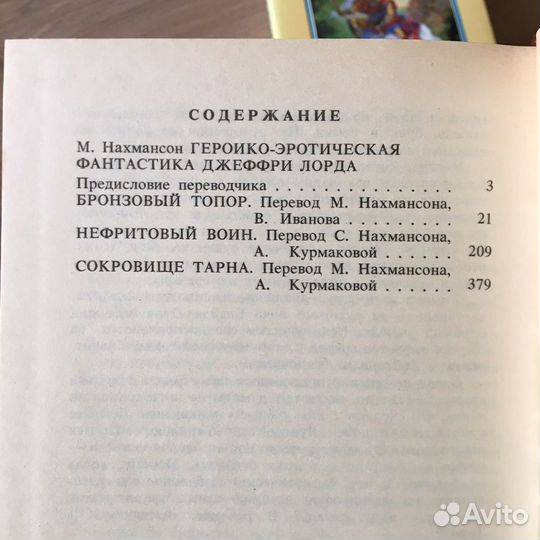 СОДЕРЖАНИЕ
М. Нахмансон ГЕРОИКО-ЭРОТИЧЕСКАЯ
ФАНТАСТИКА ДЖЕФФРИ ЛОРДА
Предисловие переводчика . . . . . . . . . . . . . . . 3
БРОНЗОВЫЙ ТОПОР. Перевод М. Нахмансона,
В. Иванова . . . . . . . . 21
НЕФРИТОВЫЙ ВОИН. Перевод С. Нахмансона,
А. Курмаковой . . . . . . 209
СОКРОВИЩЕ ТАРНА. Перевод М. Нахмансона,
А. Курмаковой . . . . . . 379
Avito